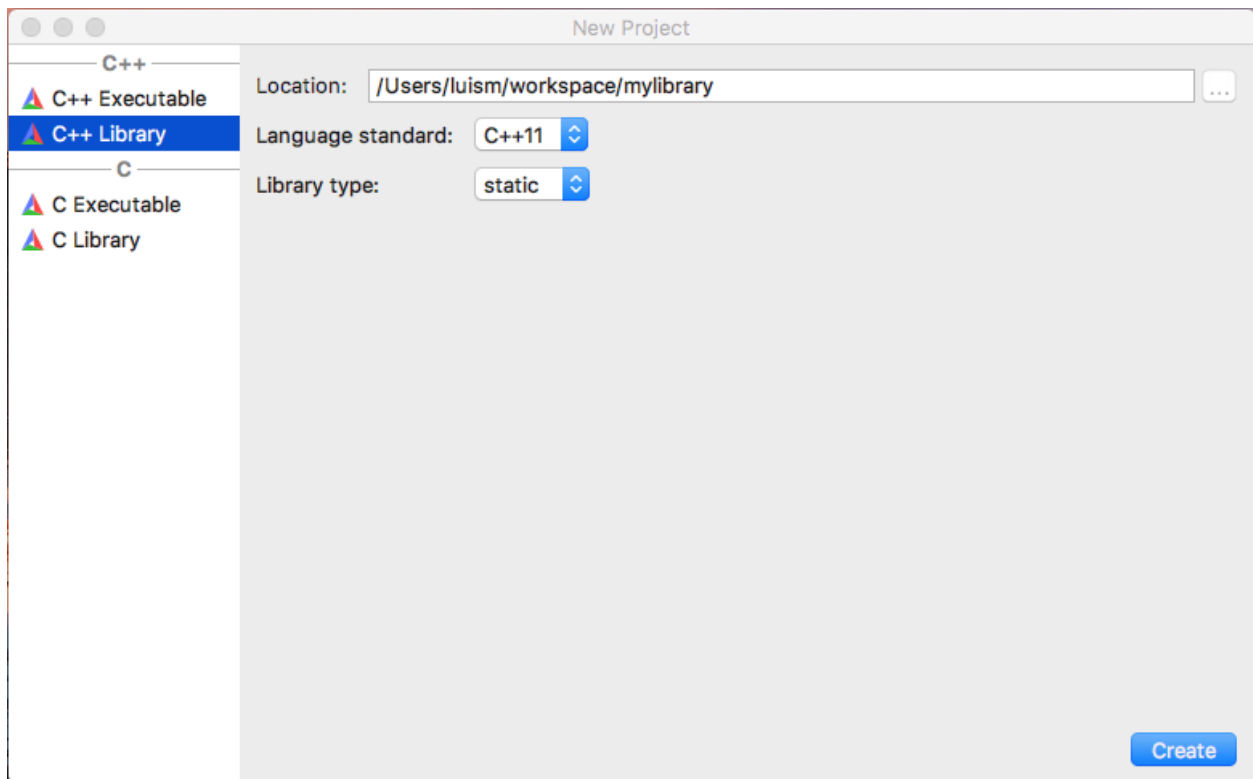 New Project
C++
C++ Executable
C++ Library
C
C Executable
C Library
Location: /Users/luism/workspace/mylibrary ...
Language standard: C++11
Library type: static
Create